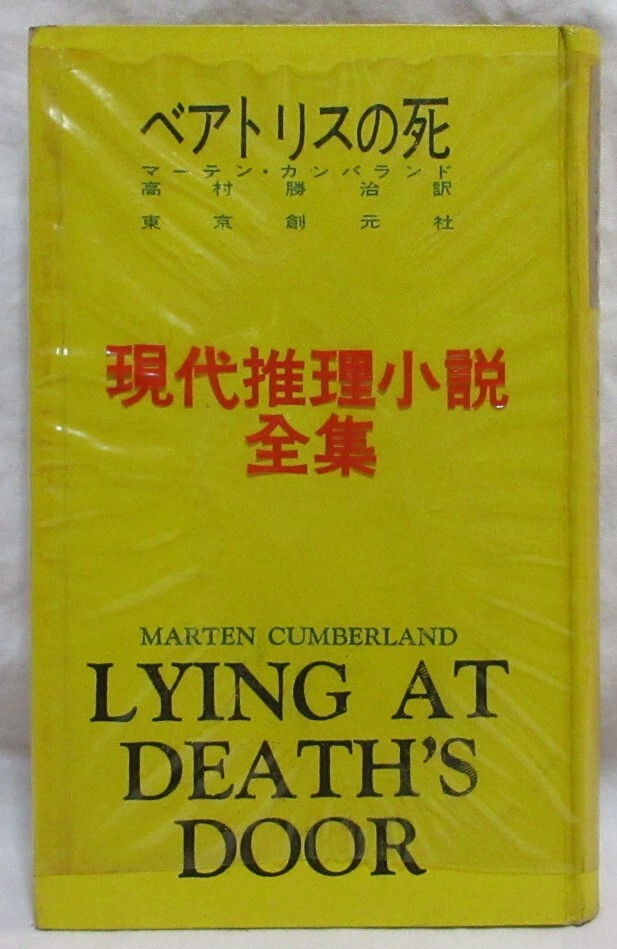 ベアトリスの死
マーテン・カンバランド
高村勝治訳
東京創元社
現代推理小説
全集
MARTEN CUMBERLAND
LYING AT
DEATH'S
DOOR